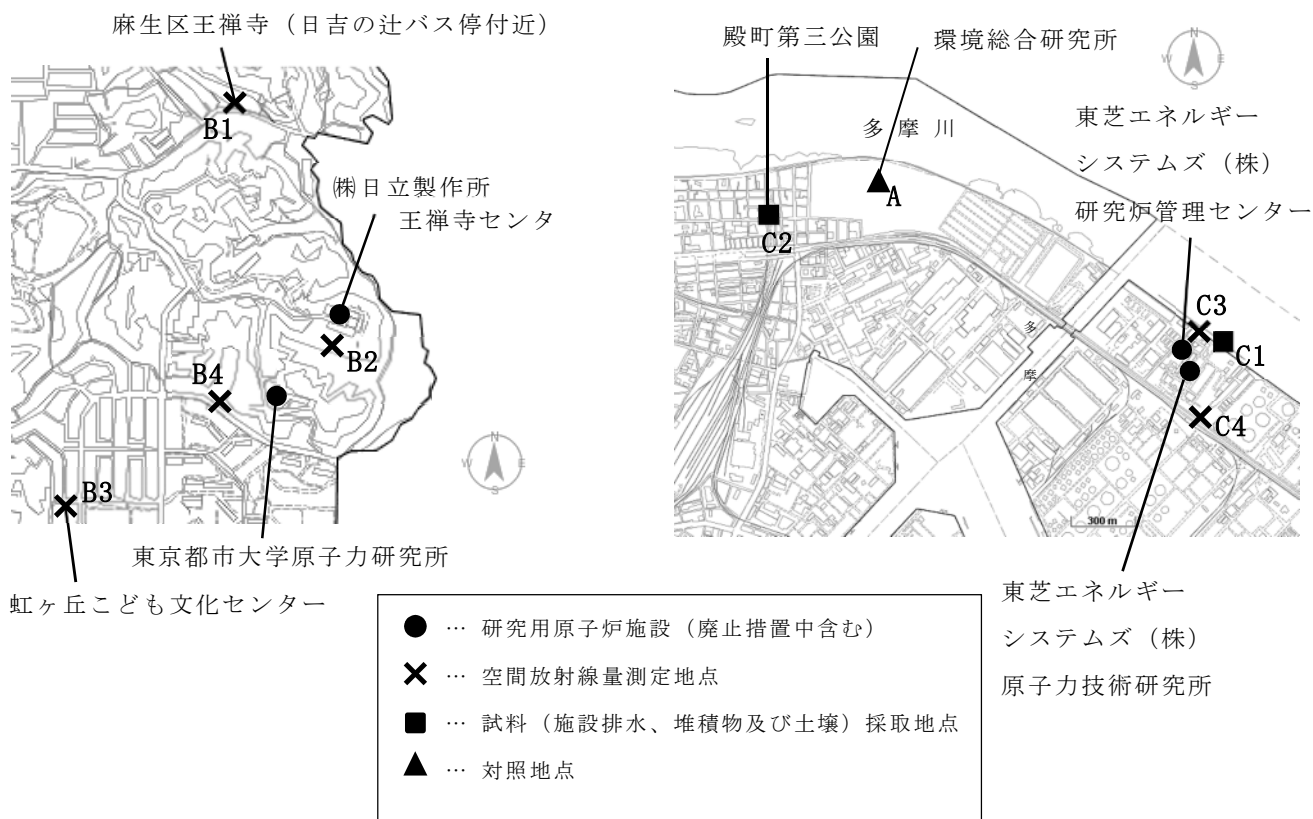 麻生区王禅寺（日吉の辻バス停付近）
B1
㈱日立製作所
王禅寺センタ
B2
B4
B3
N
W
E
S
東京都市大学原子力研究所
虹ヶ丘こども文化センター
殿町第三公園
環境総合研究所
N
W
E
S
多摩川
A
C2
東芝エネルギー
システムズ（株）
研究炉管理センター
C3
C1
C4
多
摩
300 m
東芝エネルギー
システムズ（株）
原子力技術研究所
● … 研究用原子炉施設（廃止措置中含む）
× … 空間放射線量測定地点
■ … 試料（施設排水、堆積物及び土壌）採取地点
▲ … 対照地点